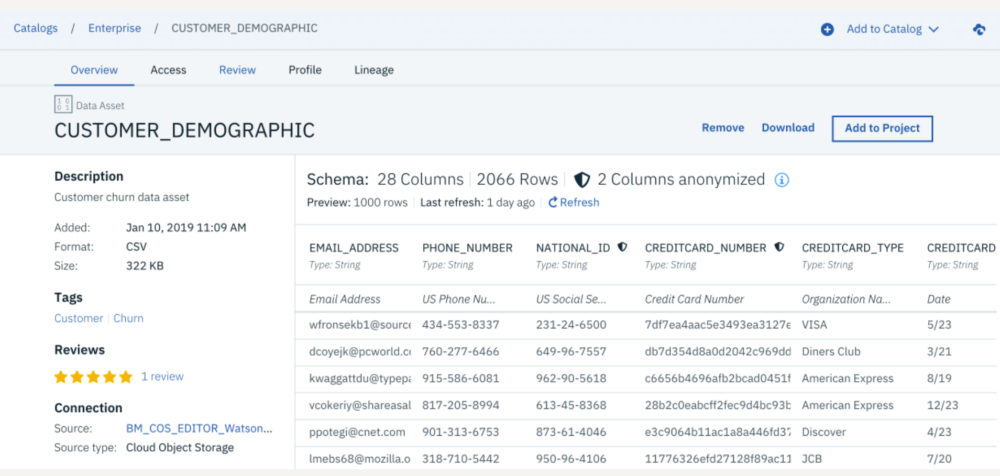 Catalogs / Enterprise / CUSTOMER_DEMOGRAPHIC Add to Catalog
Overview Access Review Profile Lineage
1 0
0 1
Data Asset
CUSTOMER_DEMOGRAPHIC
Remove Download Add to Project
Description
Customer churn data asset
Added: Jan 10, 2019 11:09 AM
Format: CSV
Size: 322 KB
Tags
Customer | Churn
Reviews
1 review
Connection
Source: BM_COS_EDITOR_Watson...
Source type: Cloud Object Storage
Schema: 28 Columns | 2066 Rows | 2 Columns anonymized
Preview: 1000 rows | Last refresh: 1 day ago | Refresh
EMAIL_ADDRESS PHONE_NUMBER NATIONAL_ID CREDITCARD_NUMBER CREDITCARD_TYPE CREDITCARD_
Type: String Type: String Type: String Type: String Type: String Type: String
Email Address US Phone Nu... US Social Se... Credit Card Number Organization Na... Date
wfronsekb1@source 434-553-8337 231-24-6500 7df7ea4aac5e3493ea3127e VISA 5/23
dcoyejk@pcworld.co 760-277-6466 649-96-7557 db7d354d8a0d2042c969dd Diners Club 3/21
kwaggattdu@typepa 915-586-6081 962-90-5618 c6656b4696afb2bcad0451f American Express 8/19
vcokeriy@shareasal 817-205-8994 613-45-8368 28b2c0eabcff2fec9d4bc93b American Express 12/23
ppotegi@cnet.com 901-313-6753 873-61-4046 e3c9064b11ac1a8a446fd37 Discover 4/23
lmebs68@mozilla.o 318-710-5442 950-96-4106 11776326efd27128f89ac11 JCB 7/20